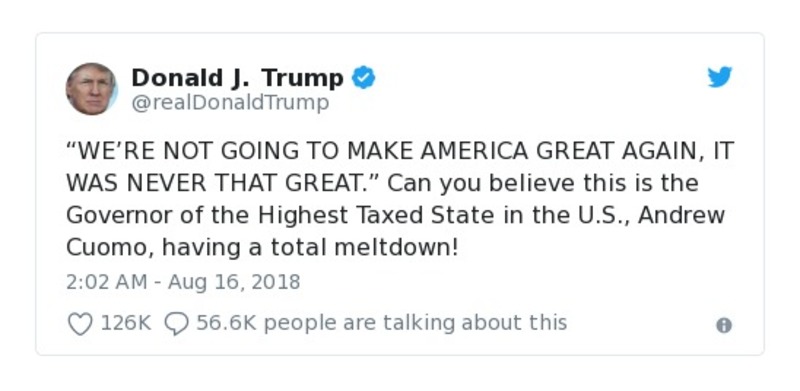 Donald J. Trump
@realDonaldTrump
“WE’RE NOT GOING TO MAKE AMERICA GREAT AGAIN, IT
WAS NEVER THAT GREAT.” Can you believe this is the
Governor of the Highest Taxed State in the U.S., Andrew
Cuomo, having a total meltdown!
2:02 AM - Aug 16, 2018
126K 56.6K people are talking about this